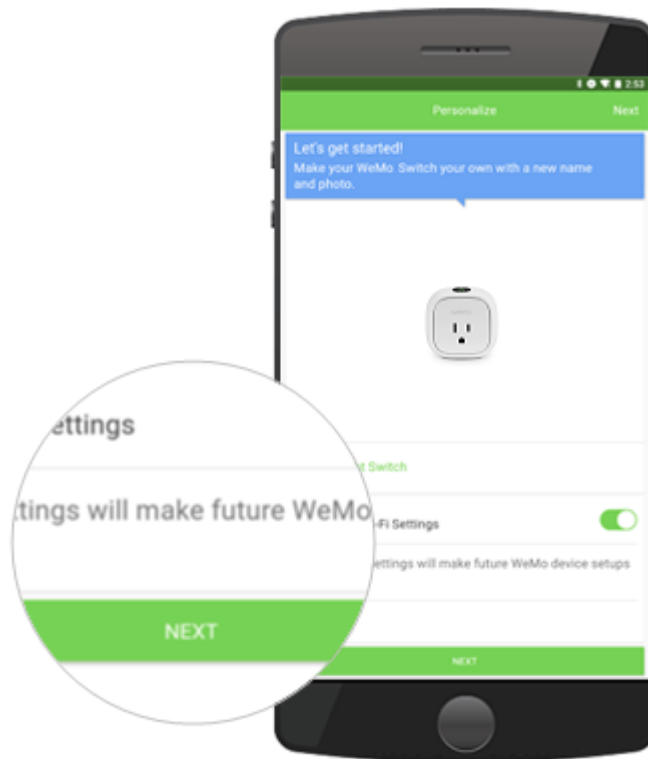 2:53
Personalize
Next
Let's get started!
Make your WeMo Switch your own with a new name
and photo.
t Switch
-Fi Settings
ettings will make future WeMo device setups
NEXT
ettings
tings will make future WeMo
NEXT